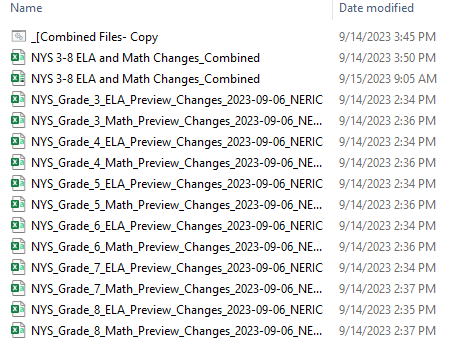 Name Date modified
_[Combined Files- Copy 9/14/2023 3:45 PM
NYS 3-8 ELA and Math Changes_Combined 9/14/2023 3:50 PM
NYS 3-8 ELA and Math Changes_Combined 9/15/2023 9:05 AM
NYS_Grade_3_ELA_Preview_Changes_2023-09-06_NERIC 9/14/2023 2:34 PM
NYS_Grade_3_Math_Preview_Changes_2023-09-06_NE... 9/14/2023 2:36 PM
NYS_Grade_4_ELA_Preview_Changes_2023-09-06_NERIC 9/14/2023 2:34 PM
NYS_Grade_4_Math_Preview_Changes_2023-09-06_NE... 9/14/2023 2:36 PM
NYS_Grade_5_ELA_Preview_Changes_2023-09-06_NERIC 9/14/2023 2:34 PM
NYS_Grade_5_Math_Preview_Changes_2023-09-06_NE... 9/14/2023 2:36 PM
NYS_Grade_6_ELA_Preview_Changes_2023-09-06_NERIC 9/14/2023 2:34 PM
NYS_Grade_6_Math_Preview_Changes_2023-09-06_NE... 9/14/2023 2:36 PM
NYS_Grade_7_ELA_Preview_Changes_2023-09-06_NERIC 9/14/2023 2:34 PM
NYS_Grade_7_Math_Preview_Changes_2023-09-06_NE... 9/14/2023 2:37 PM
NYS_Grade_8_ELA_Preview_Changes_2023-09-06_NERIC 9/14/2023 2:35 PM
NYS_Grade_8_Math_Preview_Changes_2023-09-06_NE... 9/14/2023 2:37 PM